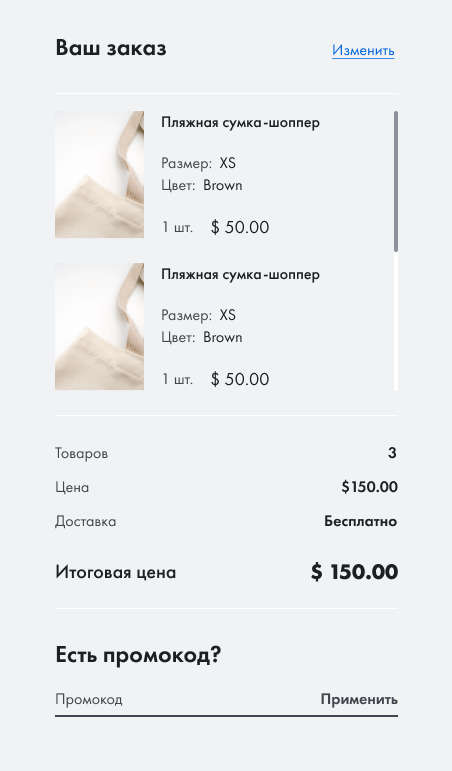 Ваш заказ
Изменить
Пляжная сумка-шоппер
Размер: XS
Цвет: Brown
1 шт. $ 50.00
Пляжная сумка-шоппер
Размер: XS
Цвет: Brown
1 шт. $ 50.00
Товаров 3
Цена $150.00
Доставка Бесплатно
Итоговая цена $ 150.00
Есть промокод?
Промокод Применить